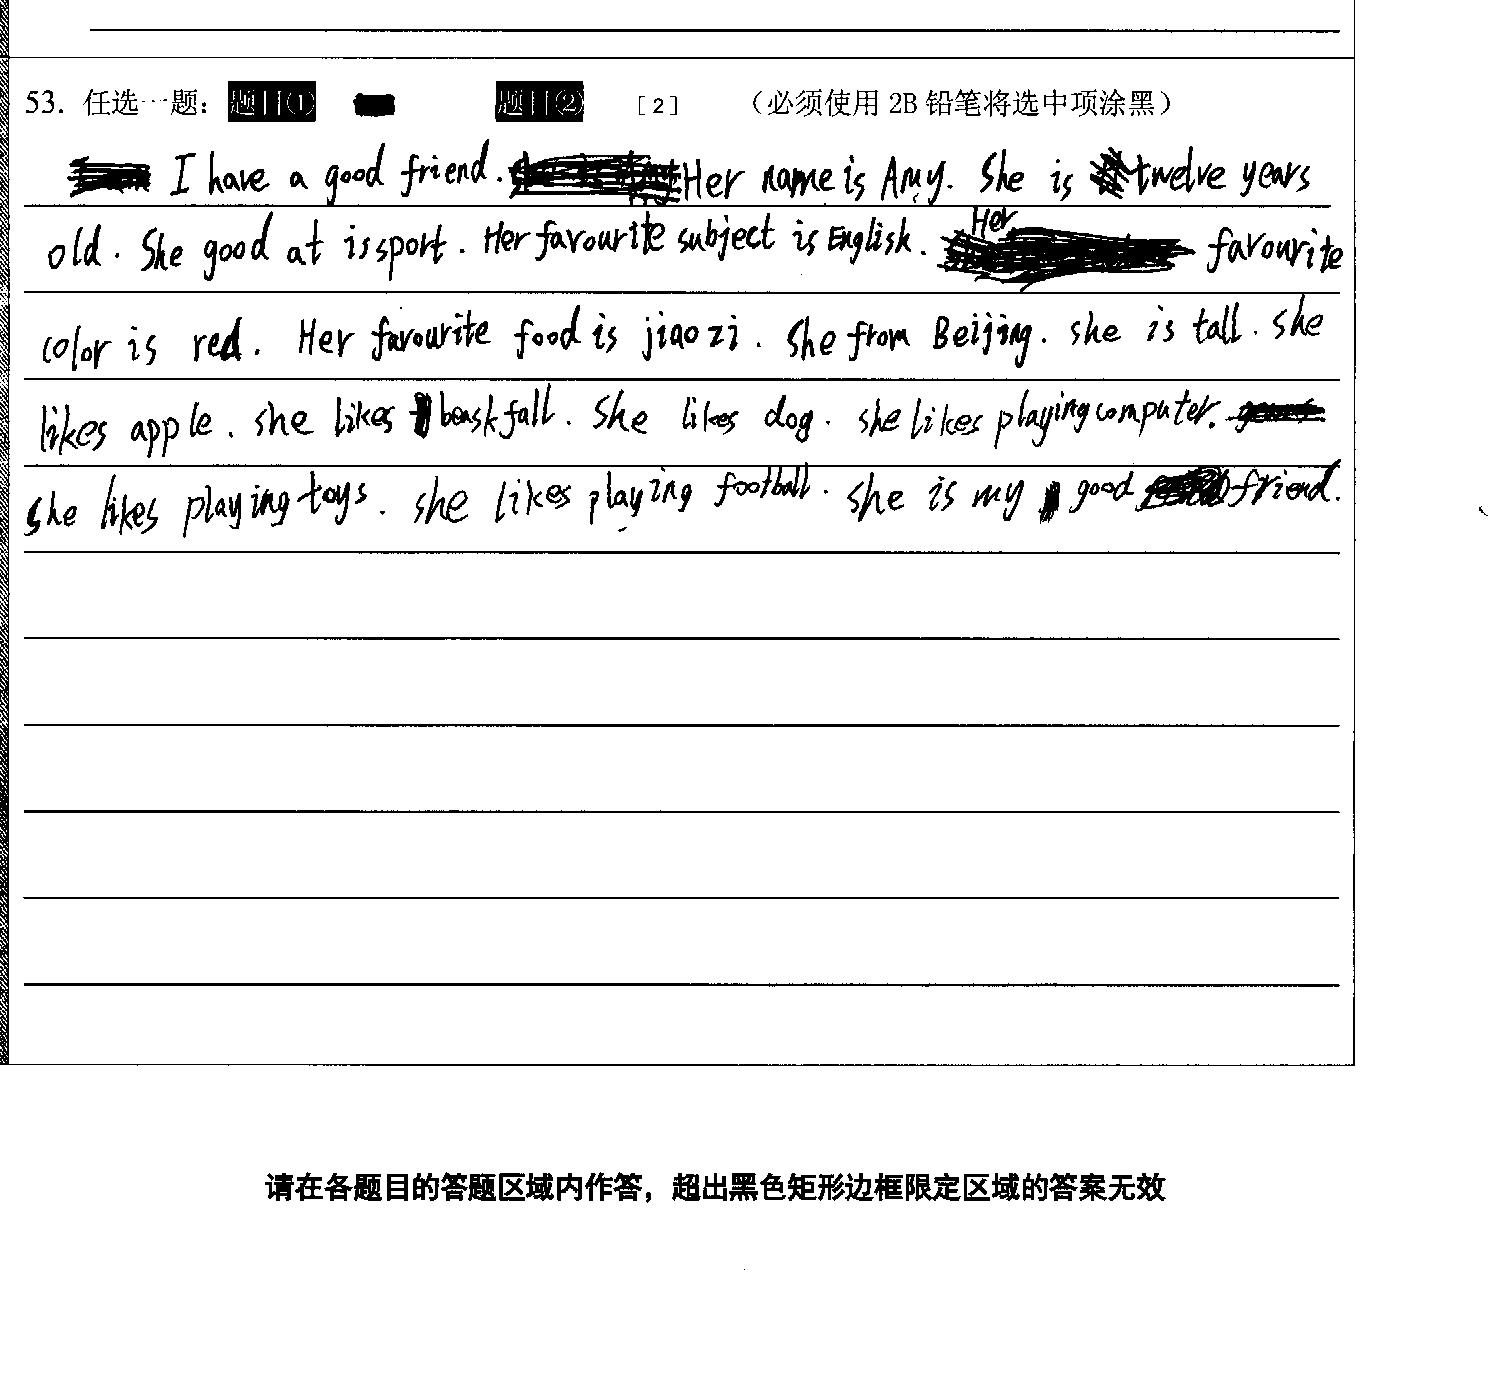 53. 任选一题： 题目① 题目② [2] （必须使用 2B 铅笔将选中项涂黑）
I have a good friend. Her name is Amy. She is twelve years
old. She good at is sport. Her favourite subject is English. Her favourite
color is red. Her favourite food is jiao zi. She from Beijing. she is tall. she
likes apple. she likes beaskfall. She likes dog. she likes playing computer.
she likes playing toys. she likes playing football. she is my good friend.
请在各题目的答题区域内作答，超出黑色矩形边框限定区域的答案无效